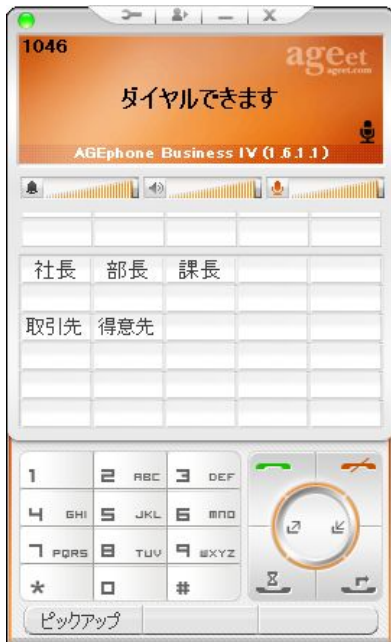 1046
ageet
ageet.com
ダイヤルできます
AGEphone Business IV (1.6.1.1)
社長 部長 課長
取引先 得意先
1 2 ABC 3 DEF
4 GHI 5 JKL 6 MNO
7 PQRS 8 TUV 9 WXYZ
* 0 #
ピックアップ